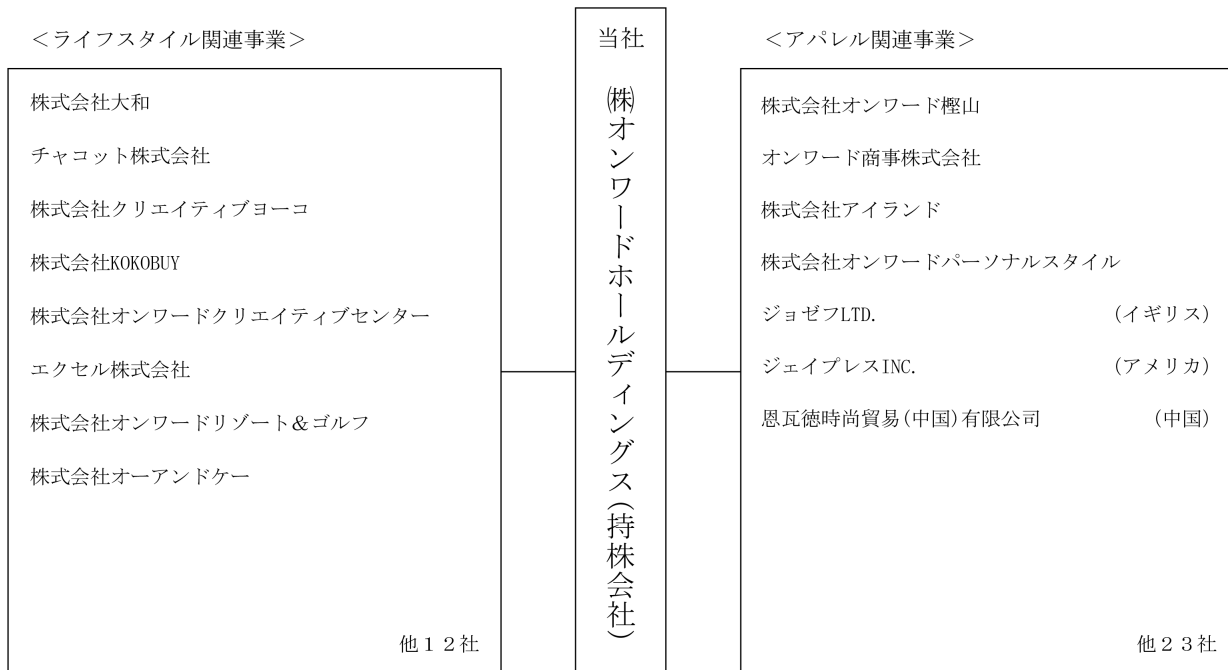 ＜ライフスタイル関連事業＞
株式会社大和
チャコット株式会社
株式会社クリエイティブヨーコ
株式会社KOKOBUY
株式会社オンワードクリエイティブセンター
エクセル株式会社
株式会社オンワードリゾート＆ゴルフ
株式会社オーアンドケー
他１２社
当社
㈱オンワードホールディングス(持株会社)
＜アパレル関連事業＞
株式会社オンワード樫山
オンワード商事株式会社
株式会社アイランド
株式会社オンワードパーソナルスタイル
ジョゼフLTD. (イギリス)
ジェイプレスINC. (アメリカ)
恩瓦徳時尚貿易(中国)有限公司 (中国)
他２３社